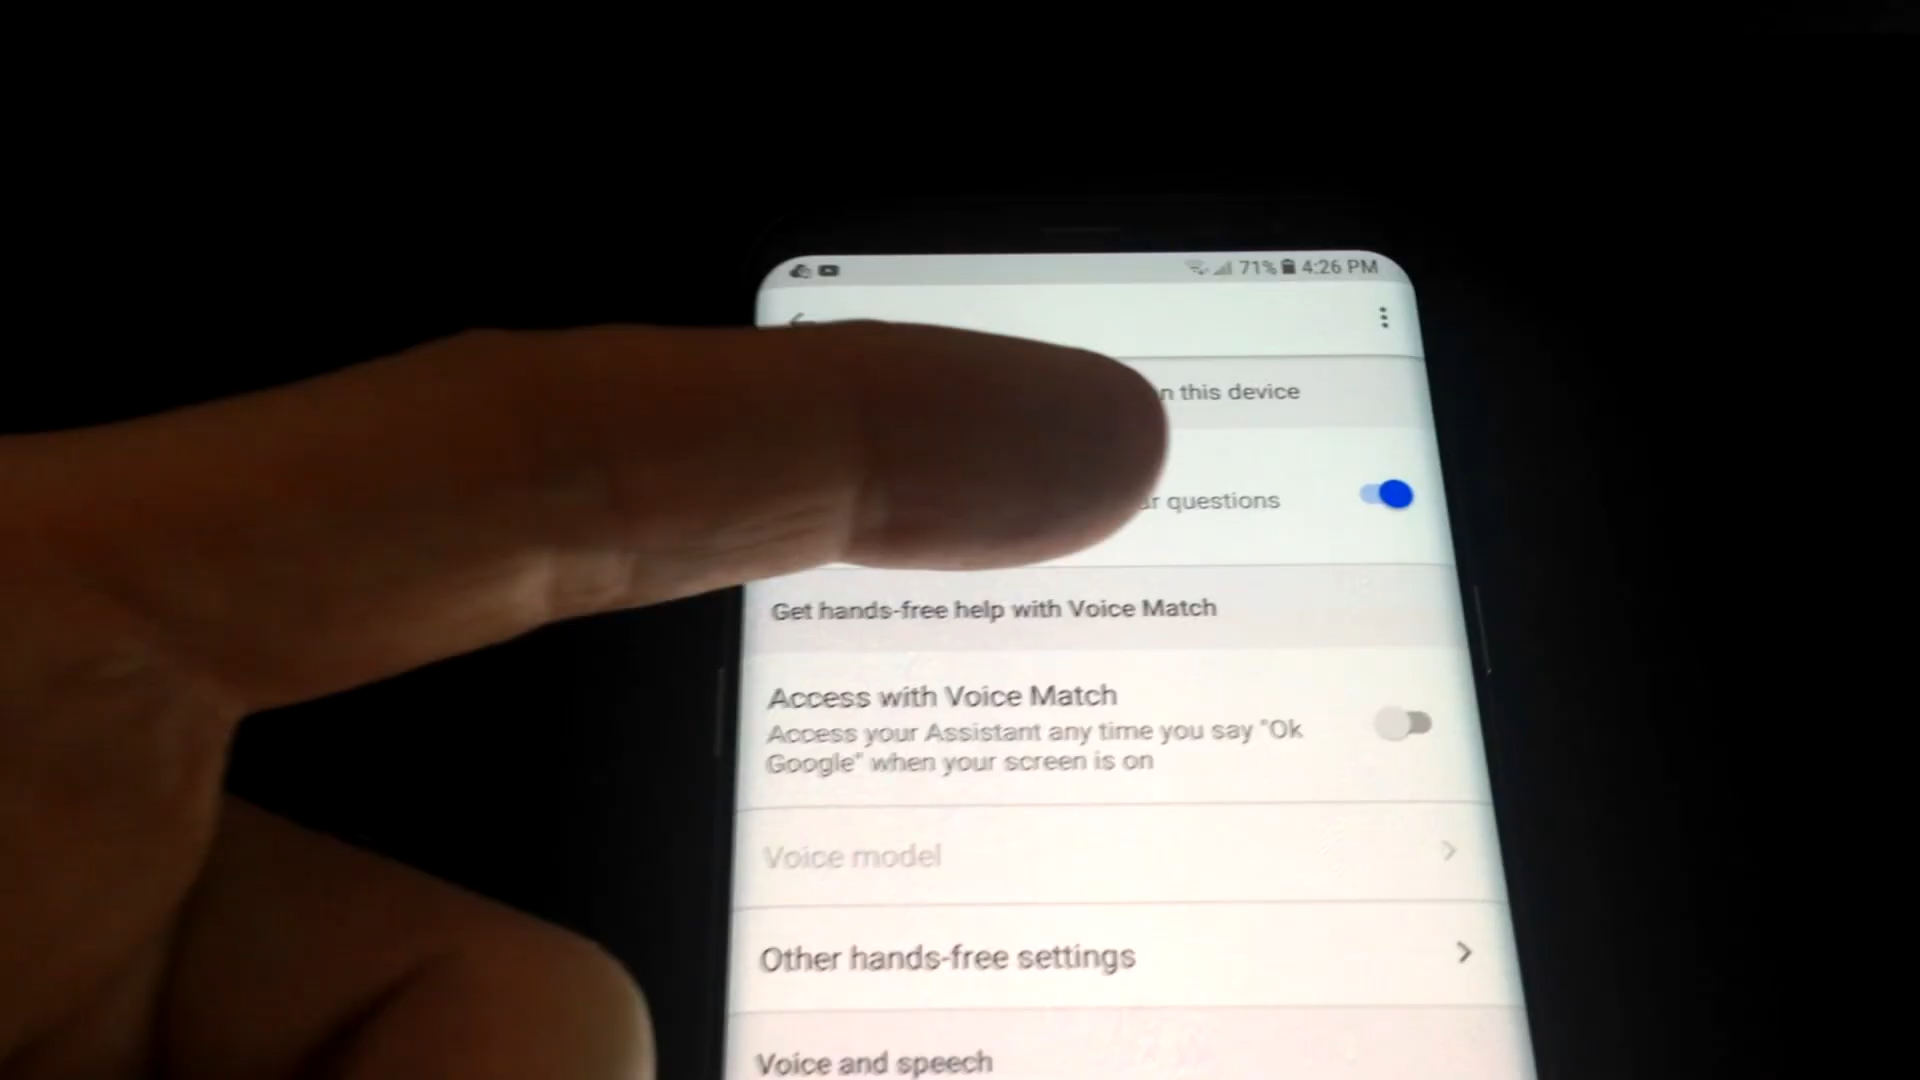 71% 4:26 PM
this device
questions
Get hands-free help with Voice Match
Access with Voice Match
Access your Assistant any time you say "Ok
Google" when your screen is on
Voice model
Other hands-free settings
Voice and speech